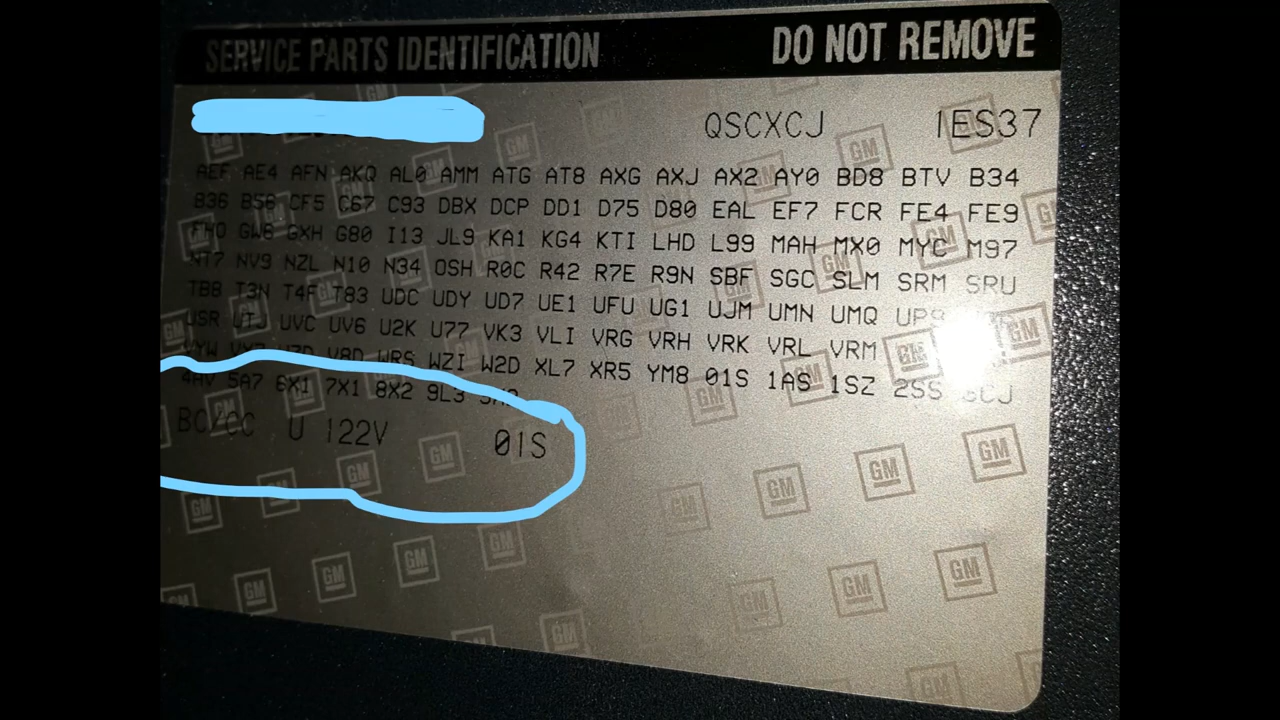 SERVICE PARTS IDENTIFICATION DO NOT REMOVE
QSCXCJ 1ES37
AEF AE4 AFN AKQ AL0 AMM ATG AT8 AXG AXJ AX2 AY0 BD8 BTV B34
B36 B58 CF5 C67 C93 DBX DCP DD1 D75 D80 EAL EF7 FCR FE4 FE9
FHO GW6 GXH G80 I13 JL9 KA1 KG4 KTI LHD L99 MAH MX0 MYC M97
NT7 NV9 NZL N10 N34 OSH R0C R42 R7E R9N SBF SGC SLM SRM SRU
TB8 T3N T4F T83 UDC UDY UD7 UE1 UFU UG1 UJM UMN UMQ
USR UTJ UVC UV6 U2K U77 VK3 VLI VRG VRH VRK VRL VRM
V8D WRS WZI W2D XL7 XR5 YM8 01S 1AS 1SZ 2SS
4AV 5A7 6X1 7X1 8X2 9L3
BC/CC U 122V 01S